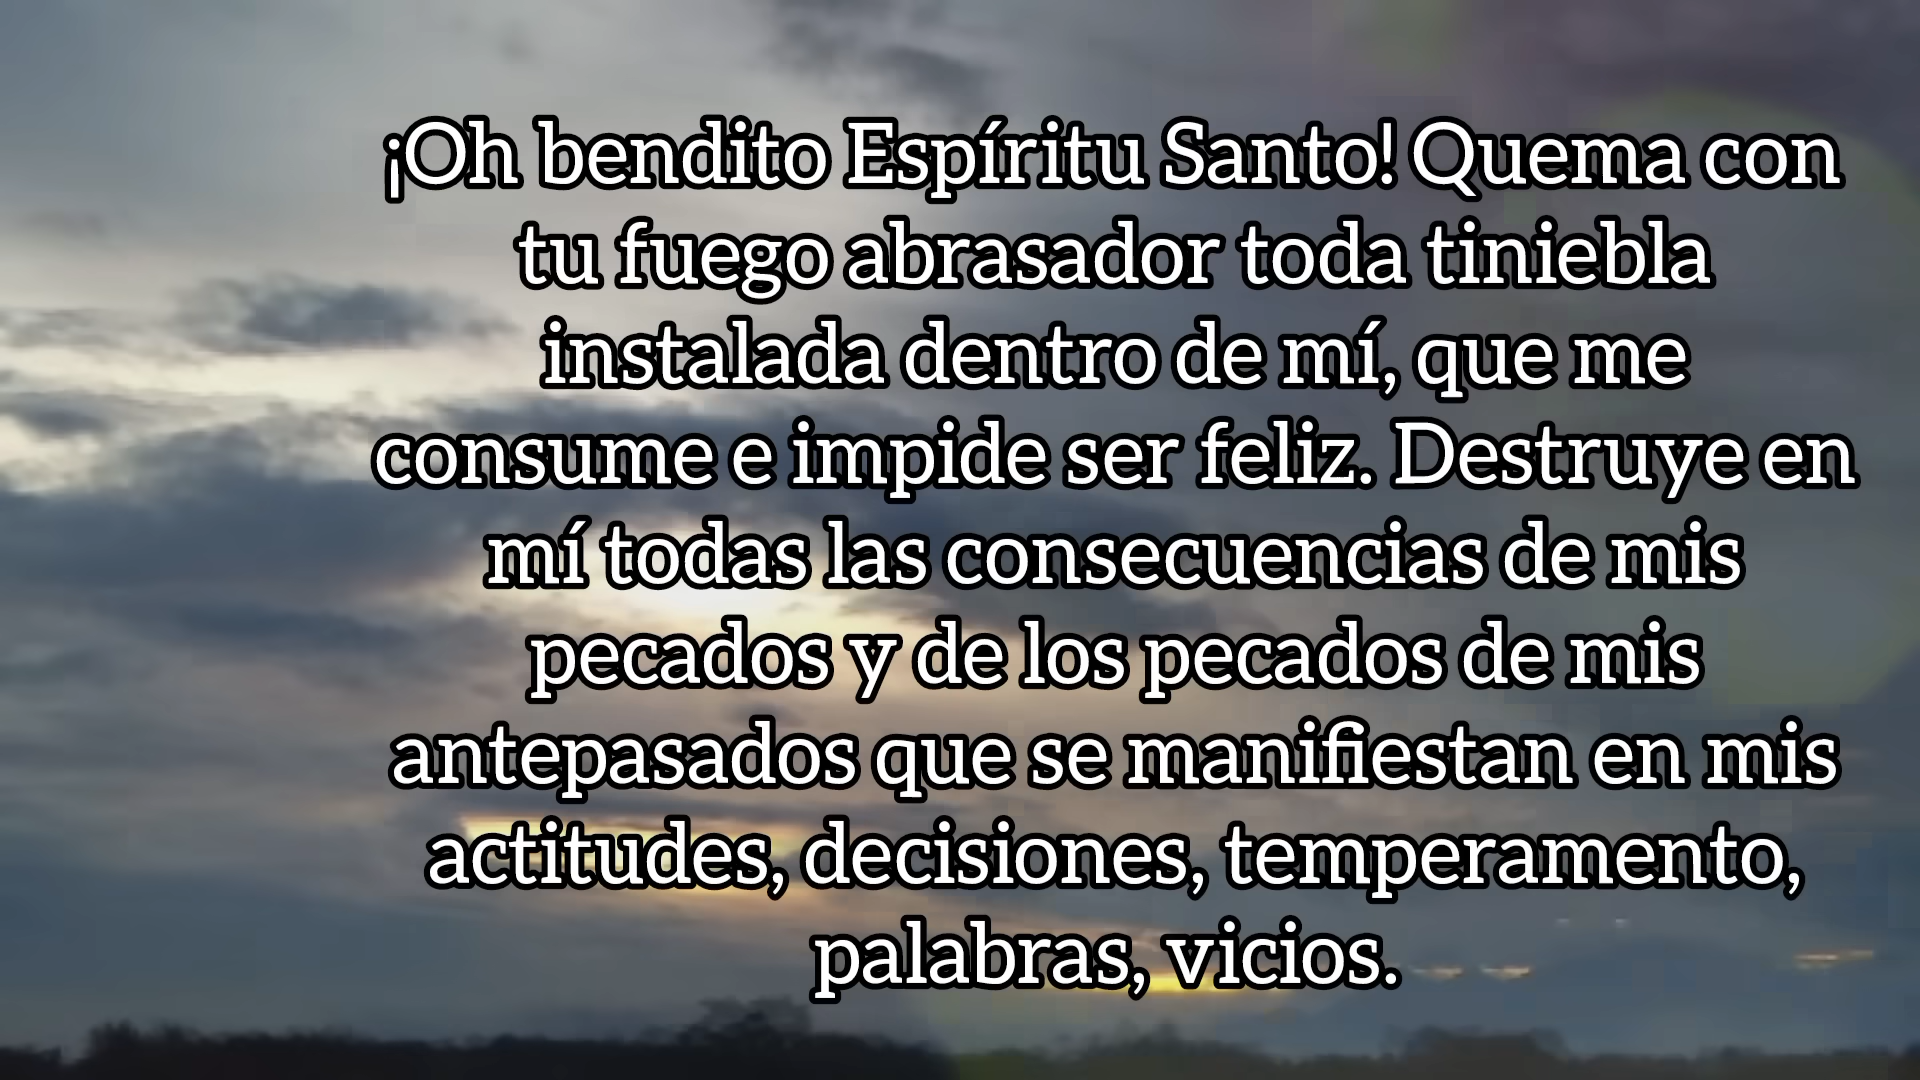 ¡Oh bendito Espíritu Santo! Quema con
tu fuego abrasador toda tiniebla
instalada dentro de mí, que me
consume e impide ser feliz. Destruye en
mí todas las consecuencias de mis
pecados y de los pecados de mis
antepasados que se manifiestan en mis
actitudes, decisiones, temperamento,
palabras, vicios.